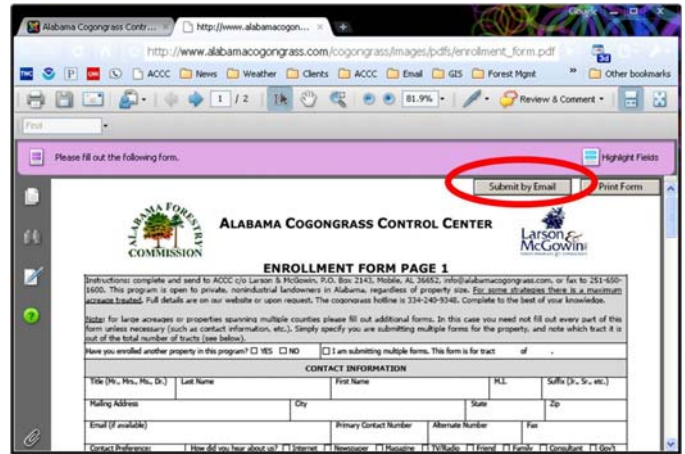 Google
Alabama Cogongrass Contr...
http://www.alabamacogon...
http://www.alabamacogongrass.com/cogongrass/images/pdfs/enrollment_form.pdf
ACCC News Weather Clients ACCC Email GIS Forest Mgmt » Other bookmarks
1 / 2 81.9% Review & Comment
Find
Please fill out the following form. Highlight Fields
Submit by Email Print Form
ALABAMA FORESTRY COMMISSION
ALABAMA COGONGRASS CONTROL CENTER
Larson & McGowin
ENROLLMENT FORM PAGE 1
Instructions: complete and send to ACCC c/o Larson & McGowin, P.O. Box 2143, Mobile, AL 36652, info@alabamacogongrass.com, or fax to 251-650-
1600. This program is open to private, nonindustrial landowners in Alabama, regardless of property size. For some strategies there is a maximum
acreage treated. Full details are on our website or upon request. The cogongrass hotline is 334-240-9348. Complete to the best of your knowledge.
Note: for large acreages or properties spanning multiple counties please fill out additional forms. In this case you need not fill out every part of this
form unless necessary (such as contact information, etc.). Simply specify you are submitting multiple forms for the property, and note which tract it is
out of the total number of tracts (see below).
Have you enrolled another property in this program? ☐ YES ☐ NO ☐ I am submitting multiple forms. This form is for tract of .
CONTACT INFORMATION
Title (Mr., Mrs., Ms., Dr.) Last Name First Name M.I. Suffix (Jr., Sr., etc.)
Mailing Address City State Zip
Email (if available) Primary Contact Number Alternate Number Fax
Contact Preference: How did you hear about us? ☐ Internet ☐ Newspaper ☐ Magazine ☐ TV/Radio ☐ Friend ☐ Family ☐ Consultant ☐ Gov't